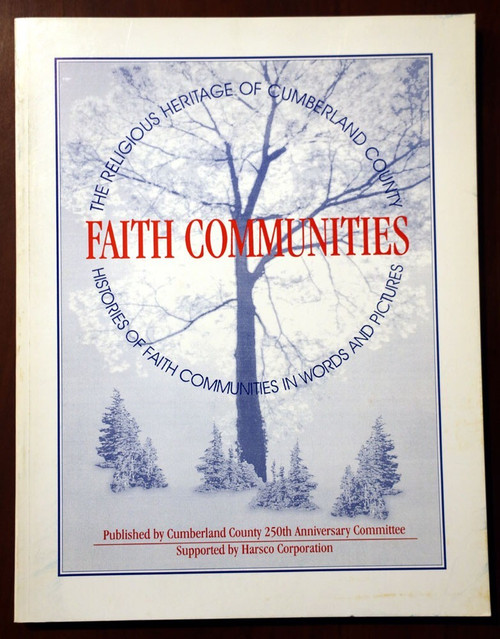 THE RELIGIOUS HERITAGE OF CUMBERLAND COUNTY
FAITH COMMUNITIES
HISTORIES OF FAITH COMMUNITIES IN WORDS AND PICTURES
Published by Cumberland County 250th Anniversary Committee
Supported by Harsco Corporation